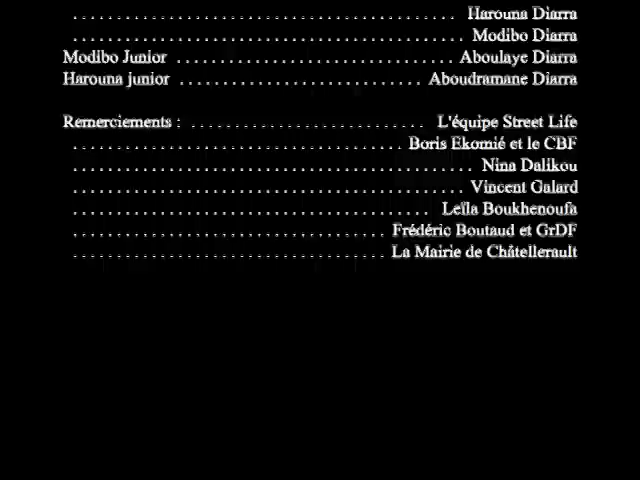 . . . . . . . . . . . . . . . . . . . . . . . . . . . . . . . . . . . . . . . . Harouna Diarra
. . . . . . . . . . . . . . . . . . . . . . . . . . . . . . . . . . . . . . . . . Modibo Diarra
Modibo Junior . . . . . . . . . . . . . . . . . . . . . . . . . . . . . Aboulaye Diarra
Harouna junior . . . . . . . . . . . . . . . . . . . . . . . . . Aboudramane Diarra
Remerciements : . . . . . . . . . . . . . . . . . . . . . . . . L'équipe Street Life
. . . . . . . . . . . . . . . . . . . . . . . . . . . . . . . . . . Boris Ekomié et le CBF
. . . . . . . . . . . . . . . . . . . . . . . . . . . . . . . . . . . . . . . . . Nina Dalikou
. . . . . . . . . . . . . . . . . . . . . . . . . . . . . . . . . . . . . . . . Vincent Galard
. . . . . . . . . . . . . . . . . . . . . . . . . . . . . . . . . . . . . Leïla Boukhenoufa
. . . . . . . . . . . . . . . . . . . . . . . . . . . . . . . . Frédéric Boutaud et GrDF
. . . . . . . . . . . . . . . . . . . . . . . . . . . . . . . . La Mairie de Châtellerault